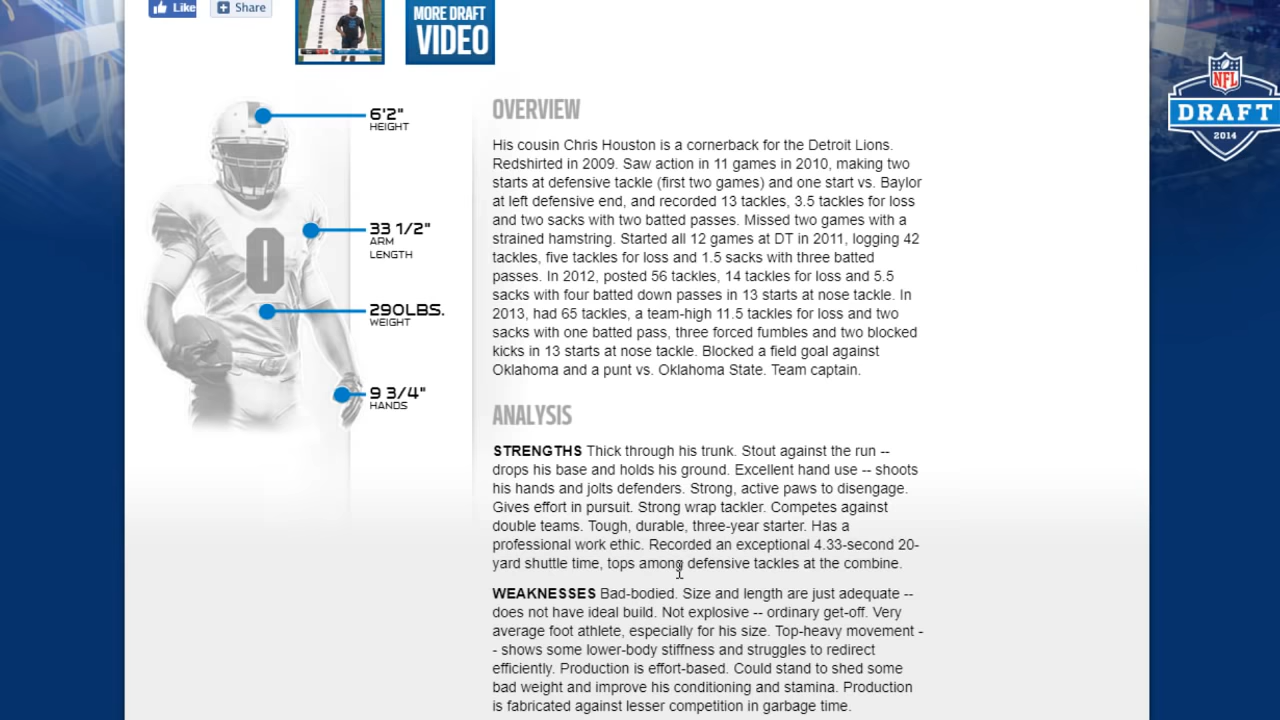 Like
Share
MORE DRAFT
VIDEO
NFL
DRAFT
2014
6'2"
HEIGHT
33 1/2"
ARM
LENGTH
290LBS.
WEIGHT
9 3/4"
HANDS
0
OVERVIEW
His cousin Chris Houston is a cornerback for the Detroit Lions.
Redshirted in 2009. Saw action in 11 games in 2010, making two
starts at defensive tackle (first two games) and one start vs. Baylor
at left defensive end, and recorded 13 tackles, 3.5 tackles for loss
and two sacks with two batted passes. Missed two games with a
strained hamstring. Started all 12 games at DT in 2011, logging 42
tackles, five tackles for loss and 1.5 sacks with three batted
passes. In 2012, posted 56 tackles, 14 tackles for loss and 5.5
sacks with four batted down passes in 13 starts at nose tackle. In
2013, had 65 tackles, a team-high 11.5 tackles for loss and two
sacks with one batted pass, three forced fumbles and two blocked
kicks in 13 starts at nose tackle. Blocked a field goal against
Oklahoma and a punt vs. Oklahoma State. Team captain.
ANALYSIS
STRENGTHS Thick through his trunk. Stout against the run --
drops his base and holds his ground. Excellent hand use -- shoots
his hands and jolts defenders. Strong, active paws to disengage.
Gives effort in pursuit. Strong wrap tackler. Competes against
double teams. Tough, durable, three-year starter. Has a
professional work ethic. Recorded an exceptional 4.33-second 20-
yard shuttle time, tops among defensive tackles at the combine.
WEAKNESSES Bad-bodied. Size and length are just adequate --
does not have ideal build. Not explosive -- ordinary get-off. Very
average foot athlete, especially for his size. Top-heavy movement -
- shows some lower-body stiffness and struggles to redirect
efficiently. Production is effort-based. Could stand to shed some
bad weight and improve his conditioning and stamina. Production
is fabricated against lesser competition in garbage time.